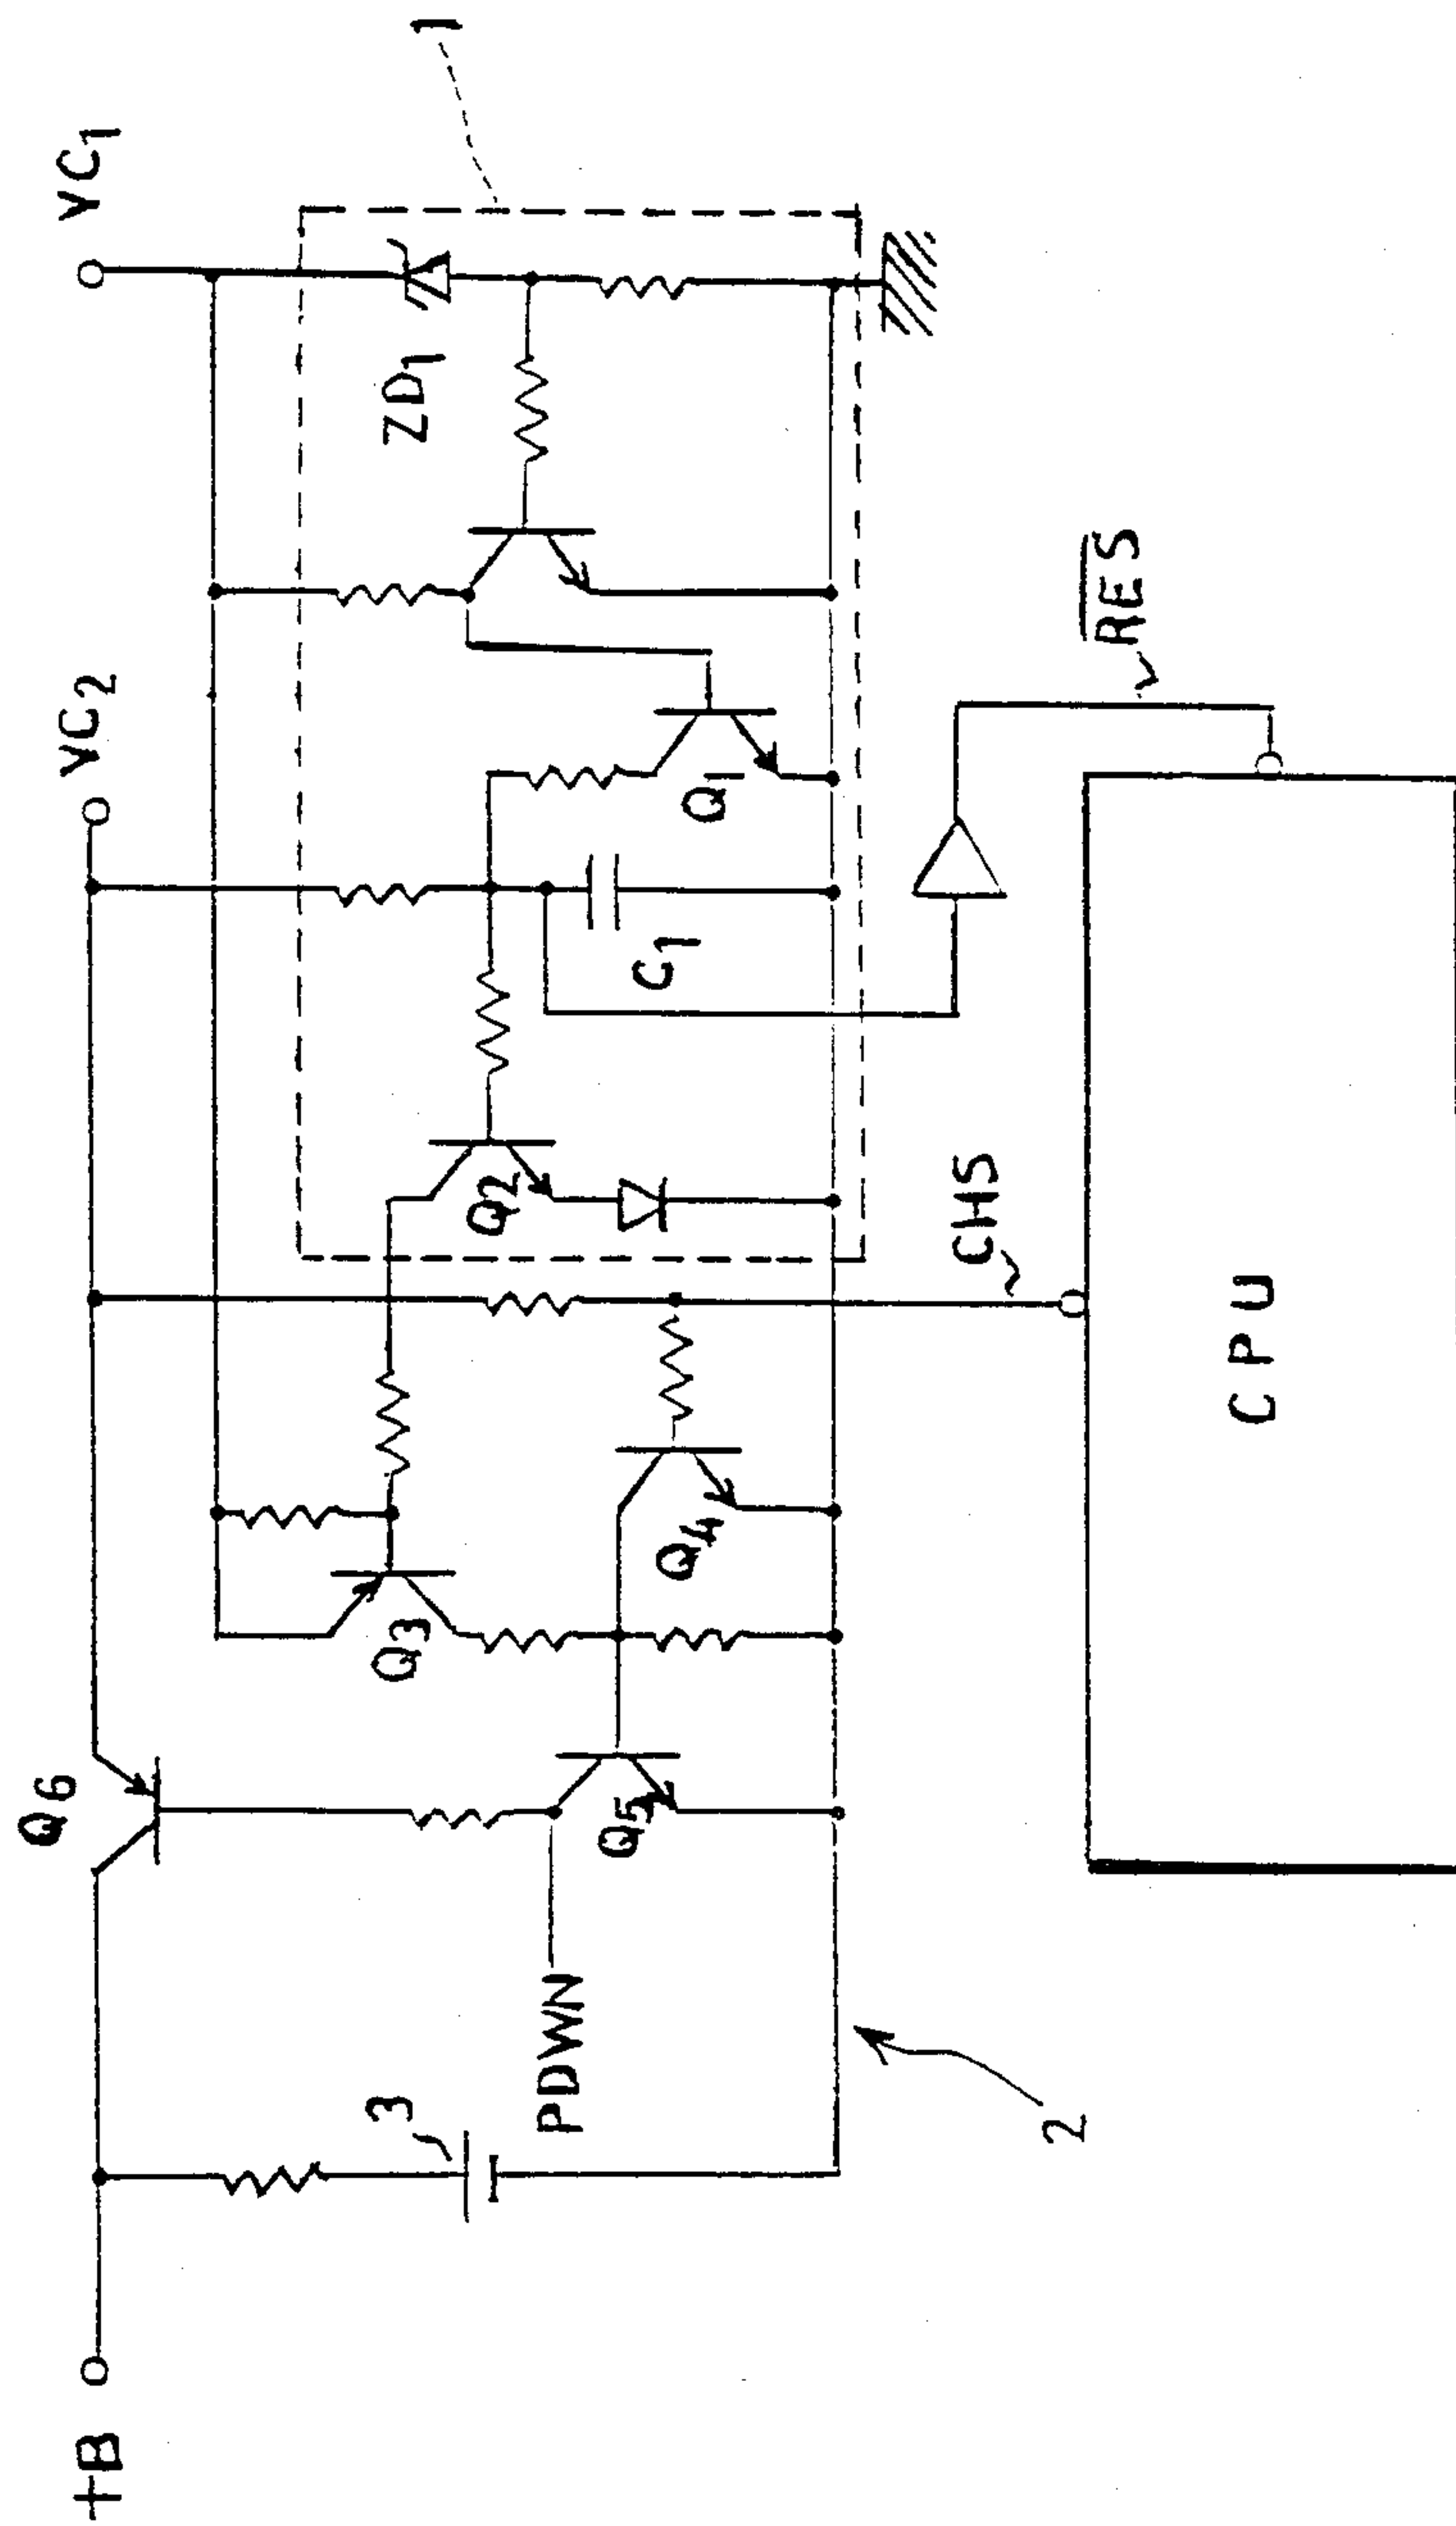 +B
Q6
VC2
VC1
1
3
PDWN
Q5
Q3
Q4
Q2
C1
Q1
ZD1
2
CHS
RES
CPU